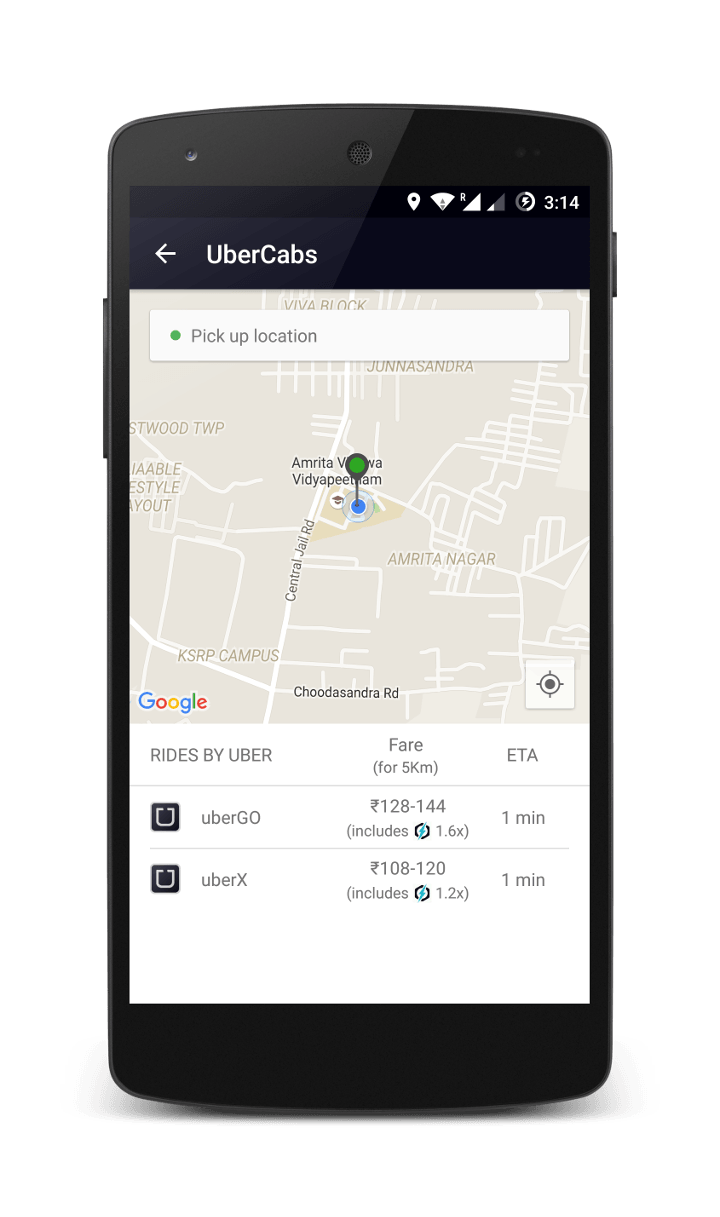 R 3:14
UberCabs
VIVA BLOCK
Pick up location
JUNNASANDRA
STWOOD TWP
IAABLE
ESTYLE
AYOUT
Amrita Vi wa
Vidyapeetham
Central Jail Rd
AMRITA NAGAR
KSRP CAMPUS
Choodasandra Rd
Google
RIDES BY UBER
Fare
(for 5Km)
ETA
uberGO
₹128-144
(includes 1.6x)
1 min
uberX
₹108-120
(includes 1.2x)
1 min